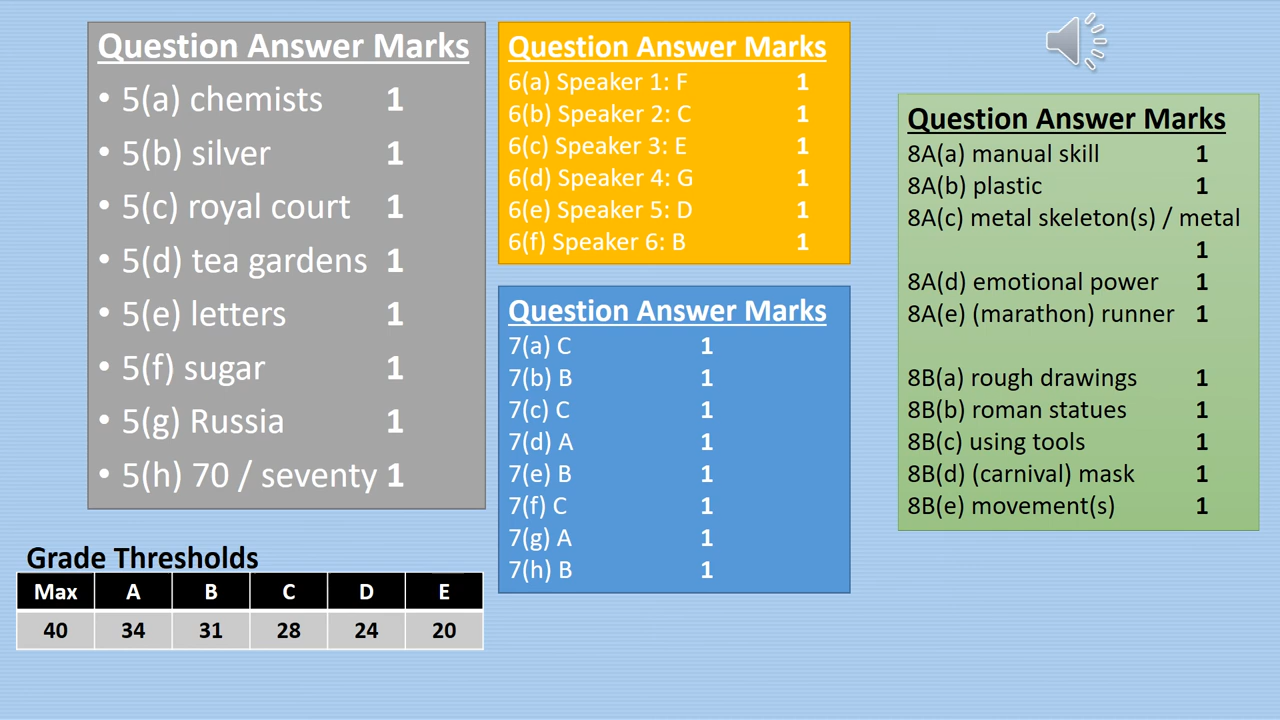 Question Answer Marks
• 5(a) chemists 1
• 5(b) silver 1
• 5(c) royal court 1
• 5(d) tea gardens 1
• 5(e) letters 1
• 5(f) sugar 1
• 5(g) Russia 1
• 5(h) 70 / seventy 1
Grade Thresholds
Max A B C D E
40 34 31 28 24 20
Question Answer Marks
6(a) Speaker 1: F 1
6(b) Speaker 2: C 1
6(c) Speaker 3: E 1
6(d) Speaker 4: G 1
6(e) Speaker 5: D 1
6(f) Speaker 6: B 1
Question Answer Marks
7(a) C 1
7(b) B 1
7(c) C 1
7(d) A 1
7(e) B 1
7(f) C 1
7(g) A 1
7(h) B 1
Question Answer Marks
8A(a) manual skill 1
8A(b) plastic 1
8A(c) metal skeleton(s) / metal
1
8A(d) emotional power 1
8A(e) (marathon) runner 1
8B(a) rough drawings 1
8B(b) roman statues 1
8B(c) using tools 1
8B(d) (carnival) mask 1
8B(e) movement(s) 1